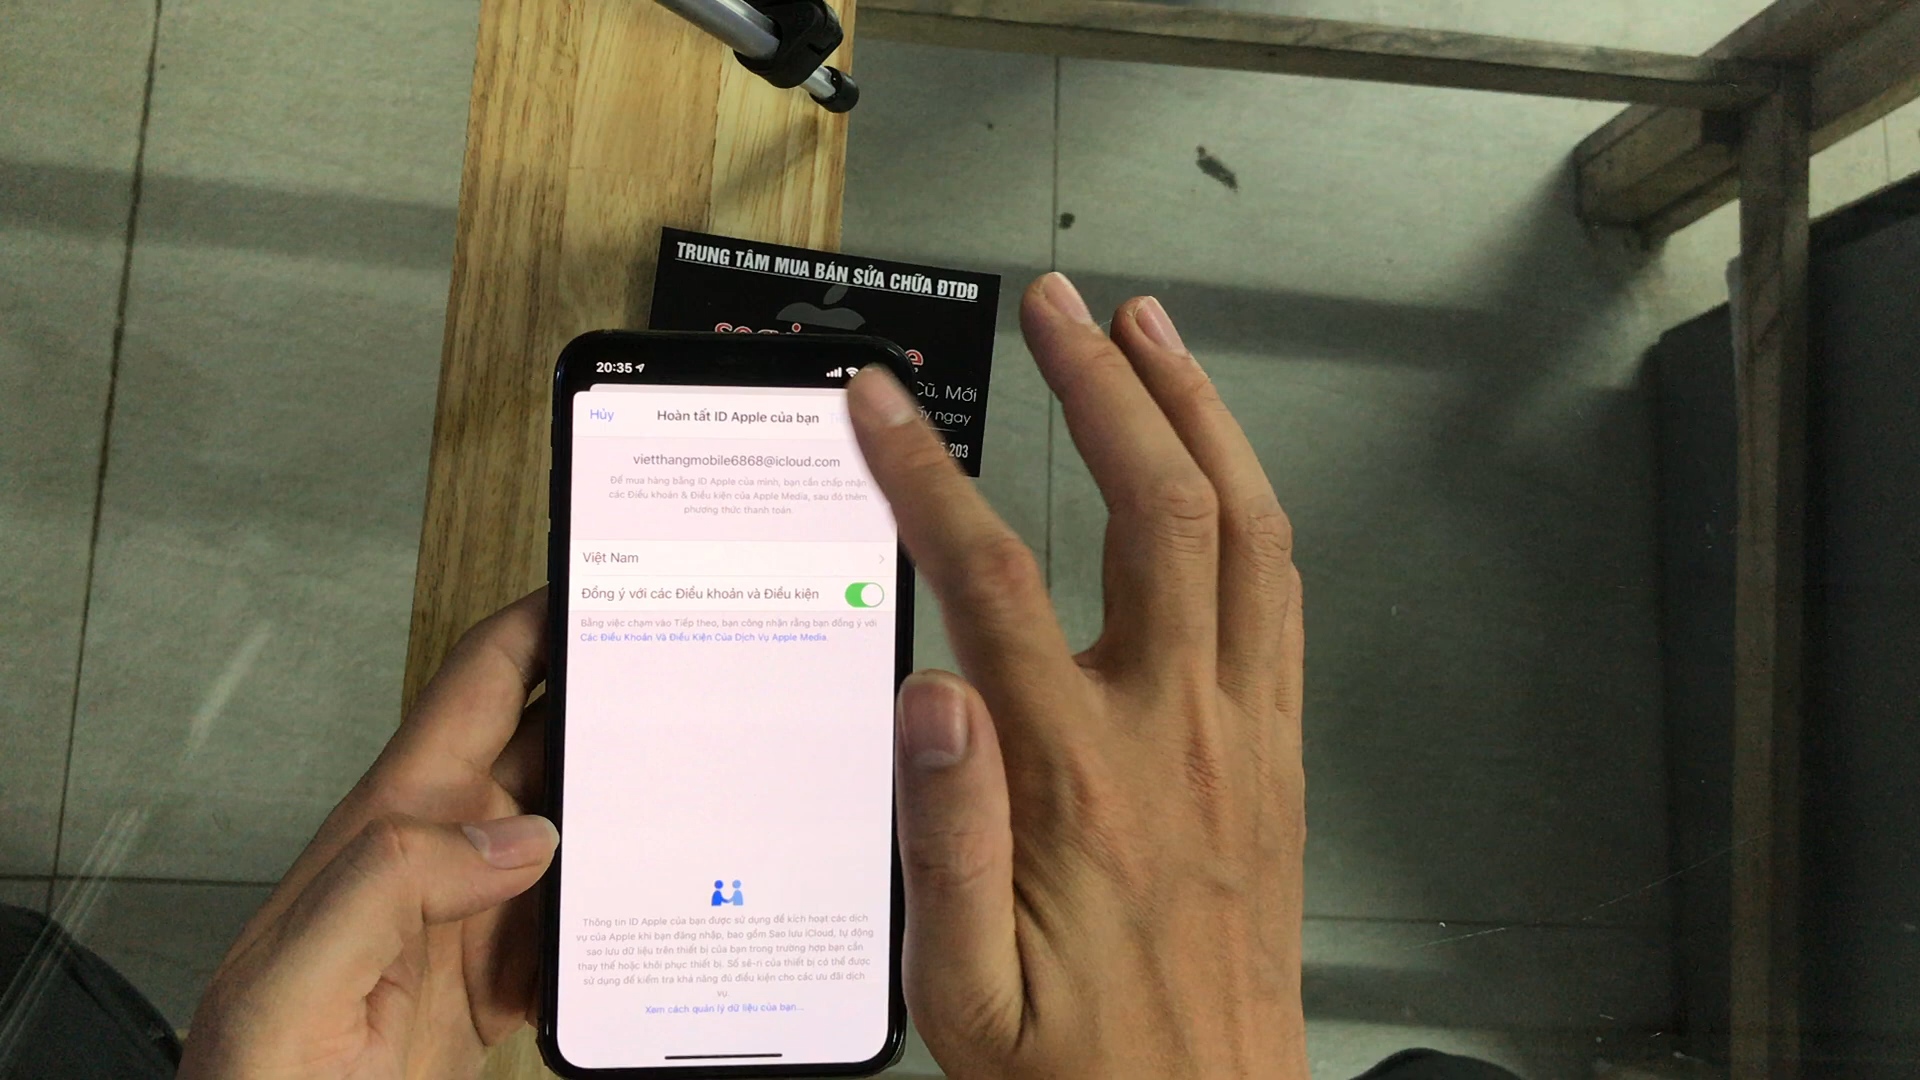 TRUNG TÂM MUA BÁN SỬA CHỮA ĐTDĐ
Cũ, Mới
ngay
203
20:35
Hủy
Hoàn tất ID Apple của bạn
vietthangmobile6868@icloud.com
Để mua hàng bằng ID Apple của mình, bạn cần chấp nhận
các Điều khoản & Điều kiện của Apple Media, sau đó thêm
phương thức thanh toán.
Việt Nam
Đồng ý với các Điều khoản và Điều kiện
Bằng việc chạm vào Tiếp theo, bạn công nhận rằng bạn đồng ý với
Các Điều Khoản Và Điều Kiện Của Dịch Vụ Apple Media.
Thông tin ID Apple của bạn được sử dụng để kích hoạt các dịch
vụ của Apple khi bạn đăng nhập, bao gồm Sao lưu iCloud, tự động
sao lưu dữ liệu trên thiết bị của bạn trong trường hợp bạn cần
thay thế hoặc khôi phục thiết bị. Số sê-ri của thiết bị có thể được
sử dụng để kiểm tra khả năng đủ điều kiện cho các ưu đãi dịch
vụ.
Xem cách quản lý dữ liệu của bạn...